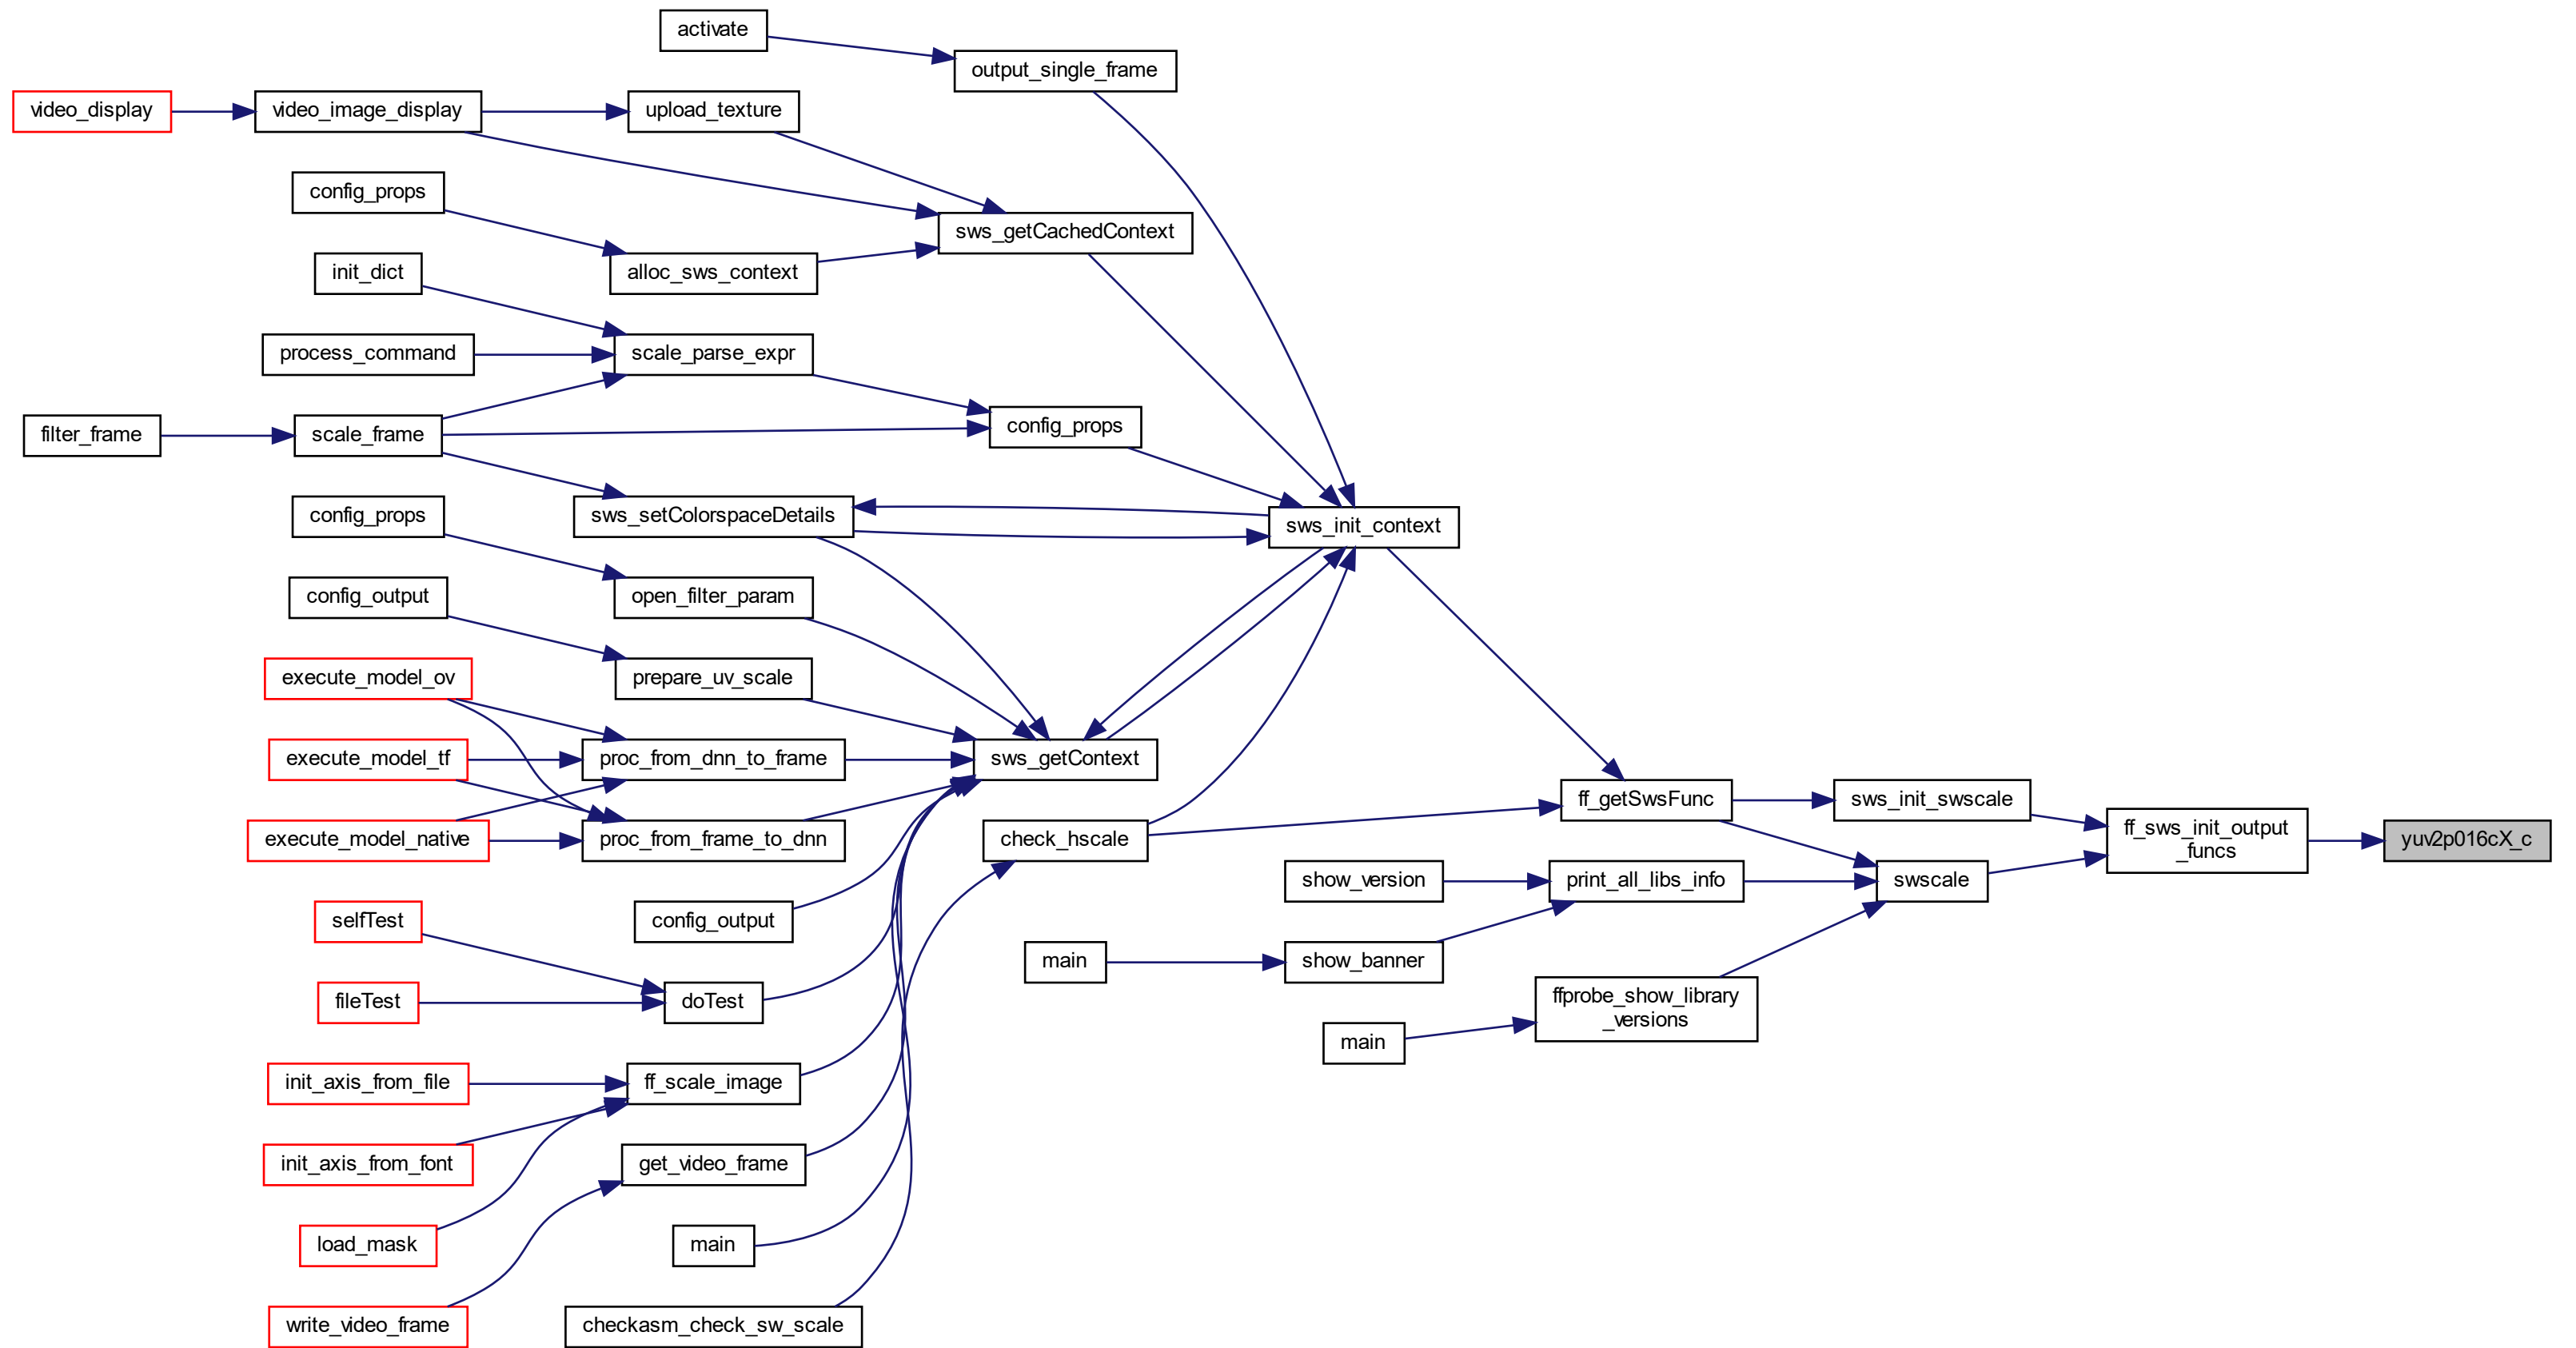 activate
output_single_frame
video_display
video_image_display
upload_texture
config_props
sws_getCachedContext
init_dict
alloc_sws_context
process_command
scale_parse_expr
filter_frame
scale_frame
config_props
config_props
sws_setColorspaceDetails
sws_init_context
config_output
open_filter_param
execute_model_ov
prepare_uv_scale
execute_model_tf
proc_from_dnn_to_frame
sws_getContext
execute_model_native
proc_from_frame_to_dnn
check_hscale
ff_getSwsFunc
sws_init_swscale
ff_sws_init_output
_funcs
yuv2p016cX_c
selfTest
config_output
show_version
print_all_libs_info
swscale
fileTest
doTest
main
show_banner
ffprobe_show_library
_versions
main
init_axis_from_file
ff_scale_image
init_axis_from_font
get_video_frame
load_mask
main
write_video_frame
checkasm_check_sw_scale